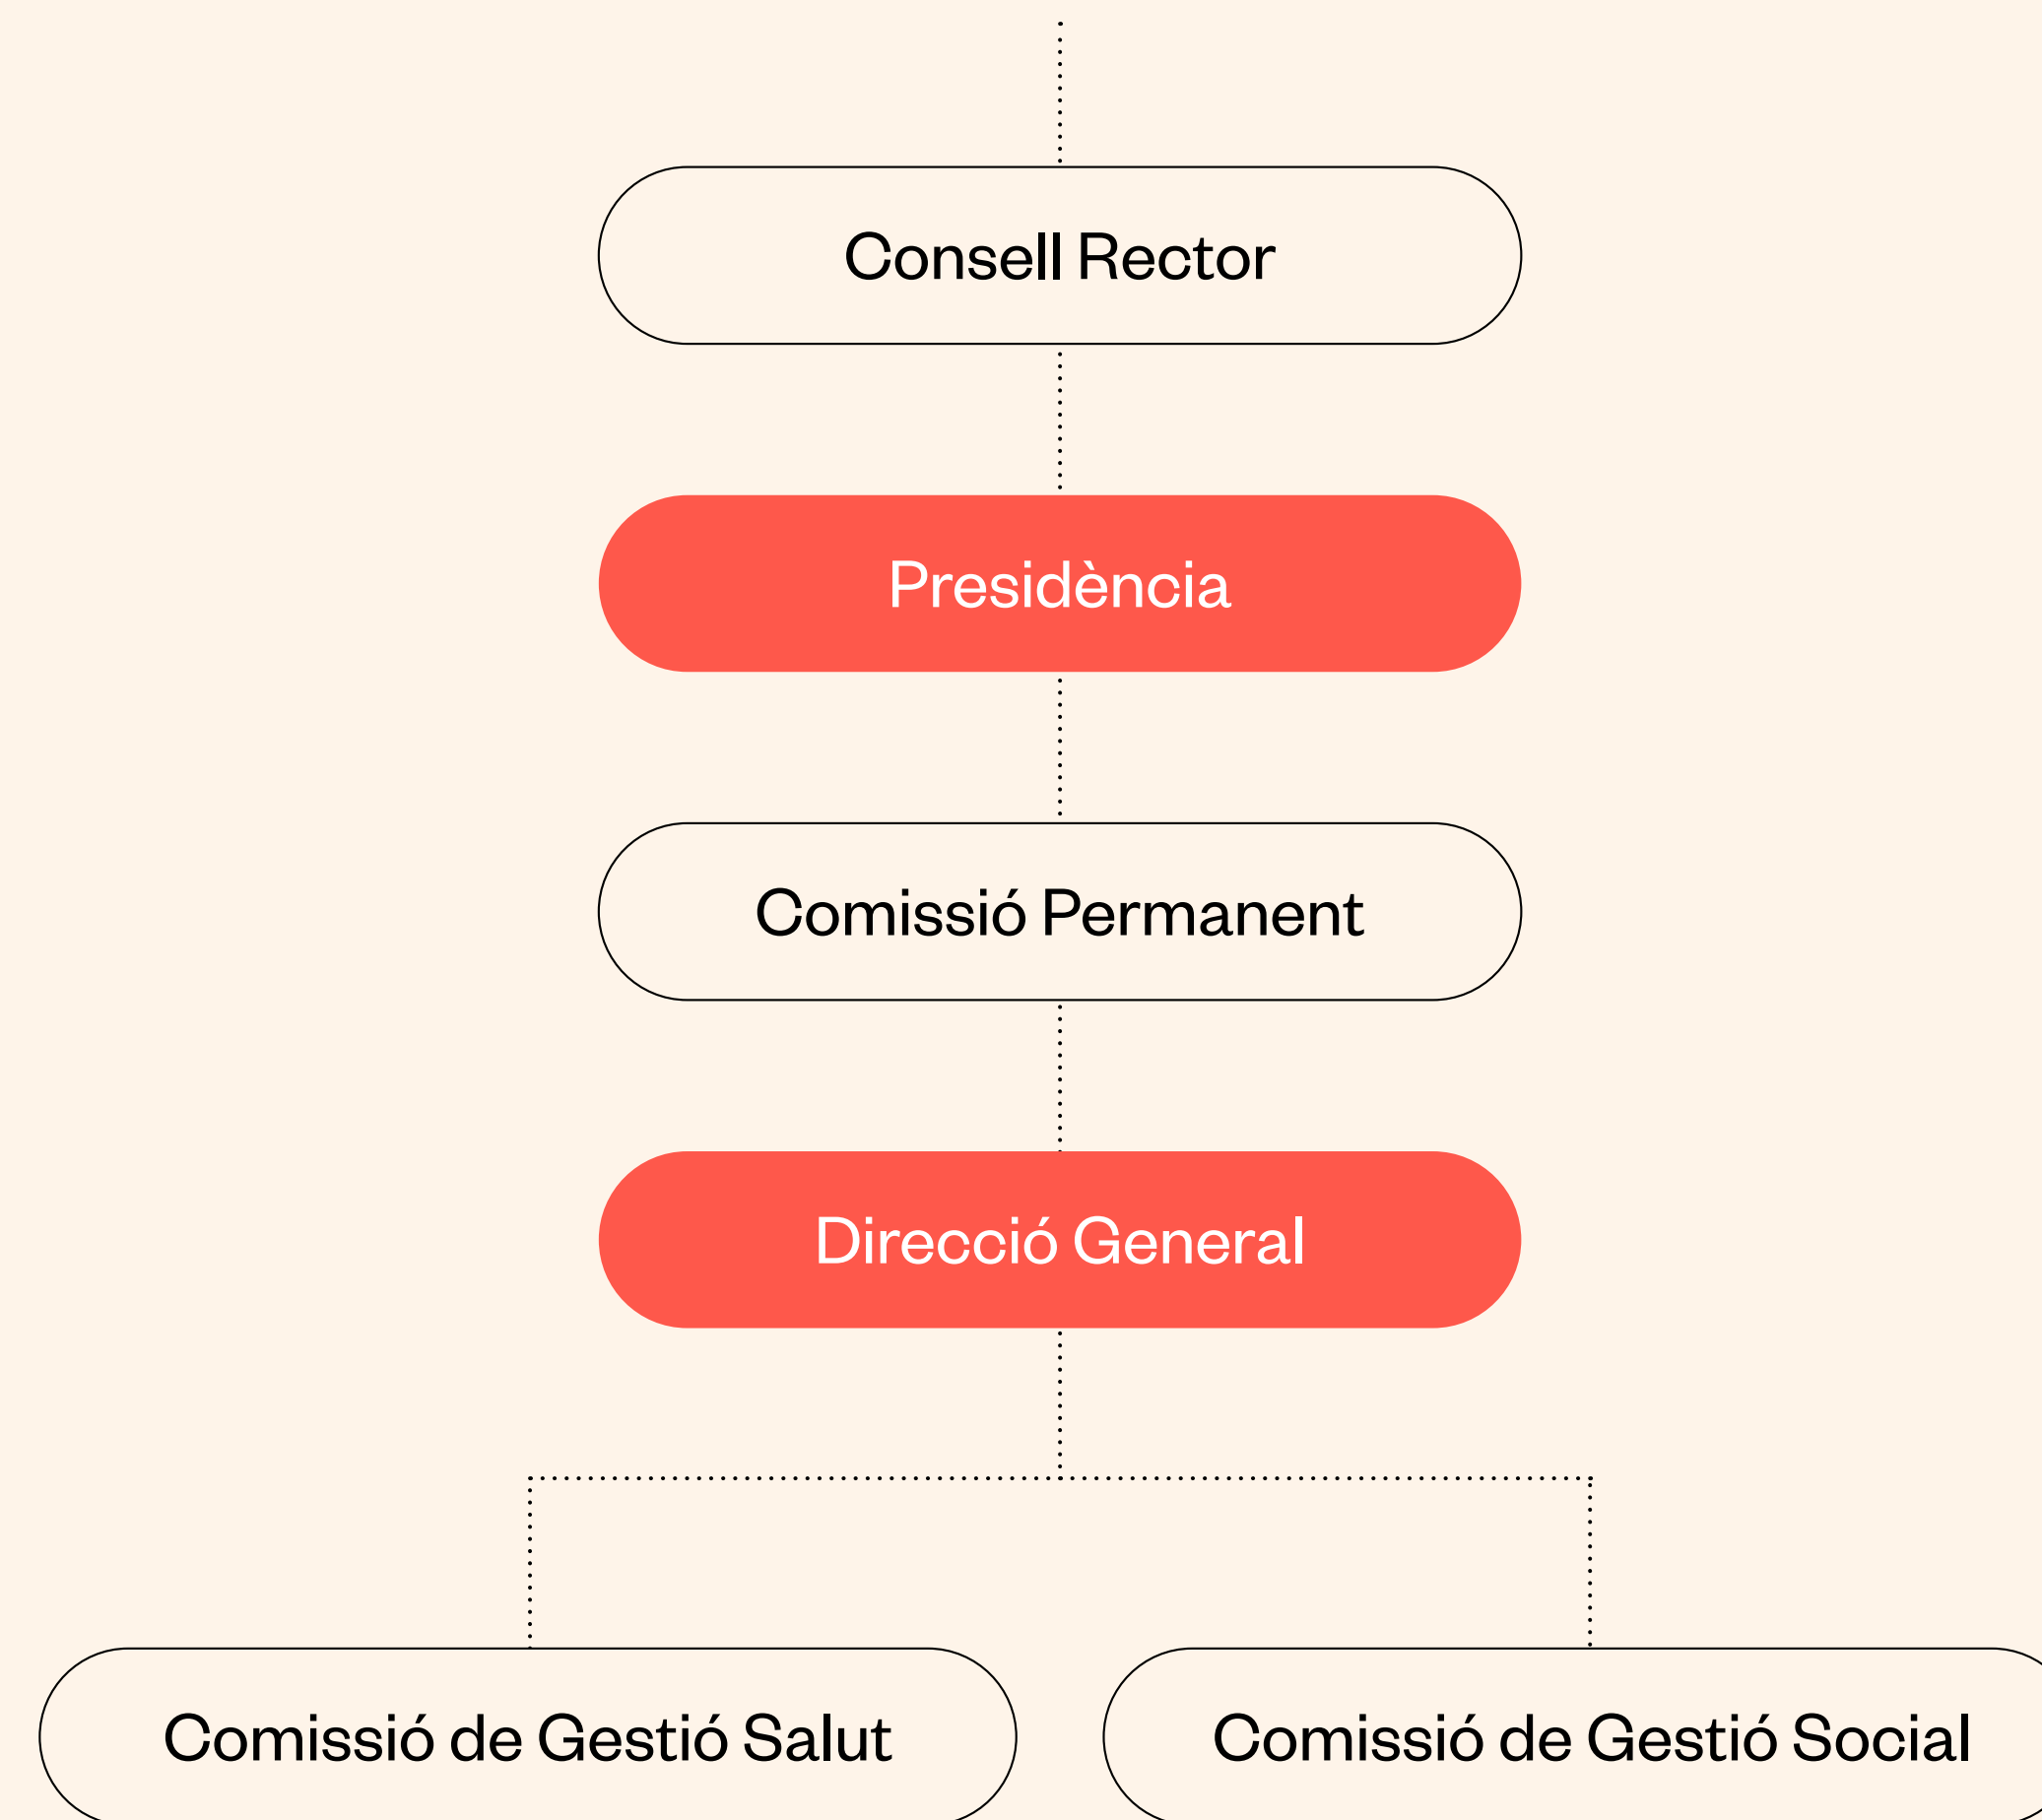 Consell Rector
Presidència
Comissió Permanent
Direcció General
Comissió de Gestió Salut
Comissió de Gestió Social